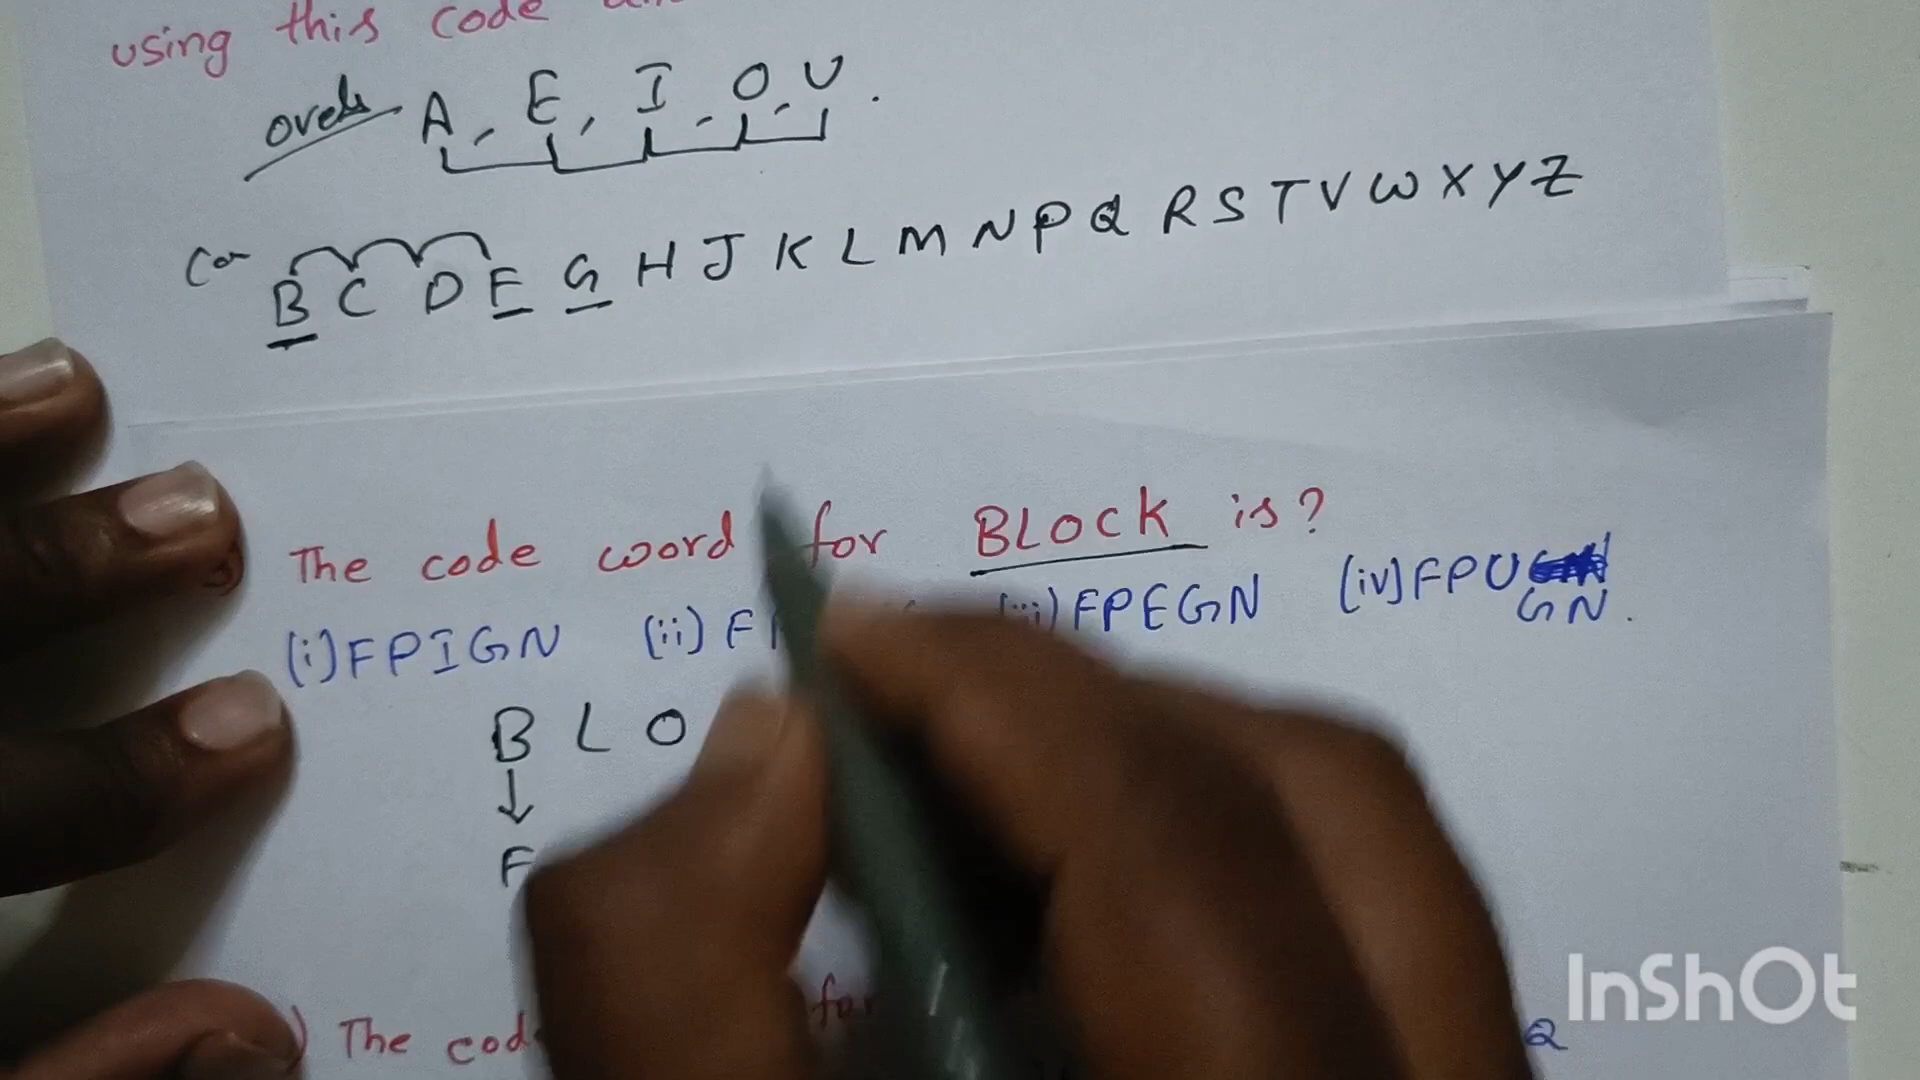 using this code
ovels A, E, I, O, U.
Con
B C D F G H J K L M N P Q R S T V W X Y Z
The code word for BLOCK is?
(i) FPIGN (ii) F (iii) FPEGN (iv) FPU
GN.
B L O
↓
F
) The cod for
Q
InShOt